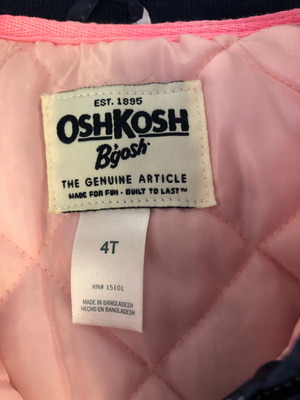 EST. 1895
OSHKOSH
B'gosh
THE GENUINE ARTICLE
MADE FOR FUN · BUILT TO LAST™
4T
RN# 15101
MADE IN BANGLADESH
HECHO EN BANGLADESH